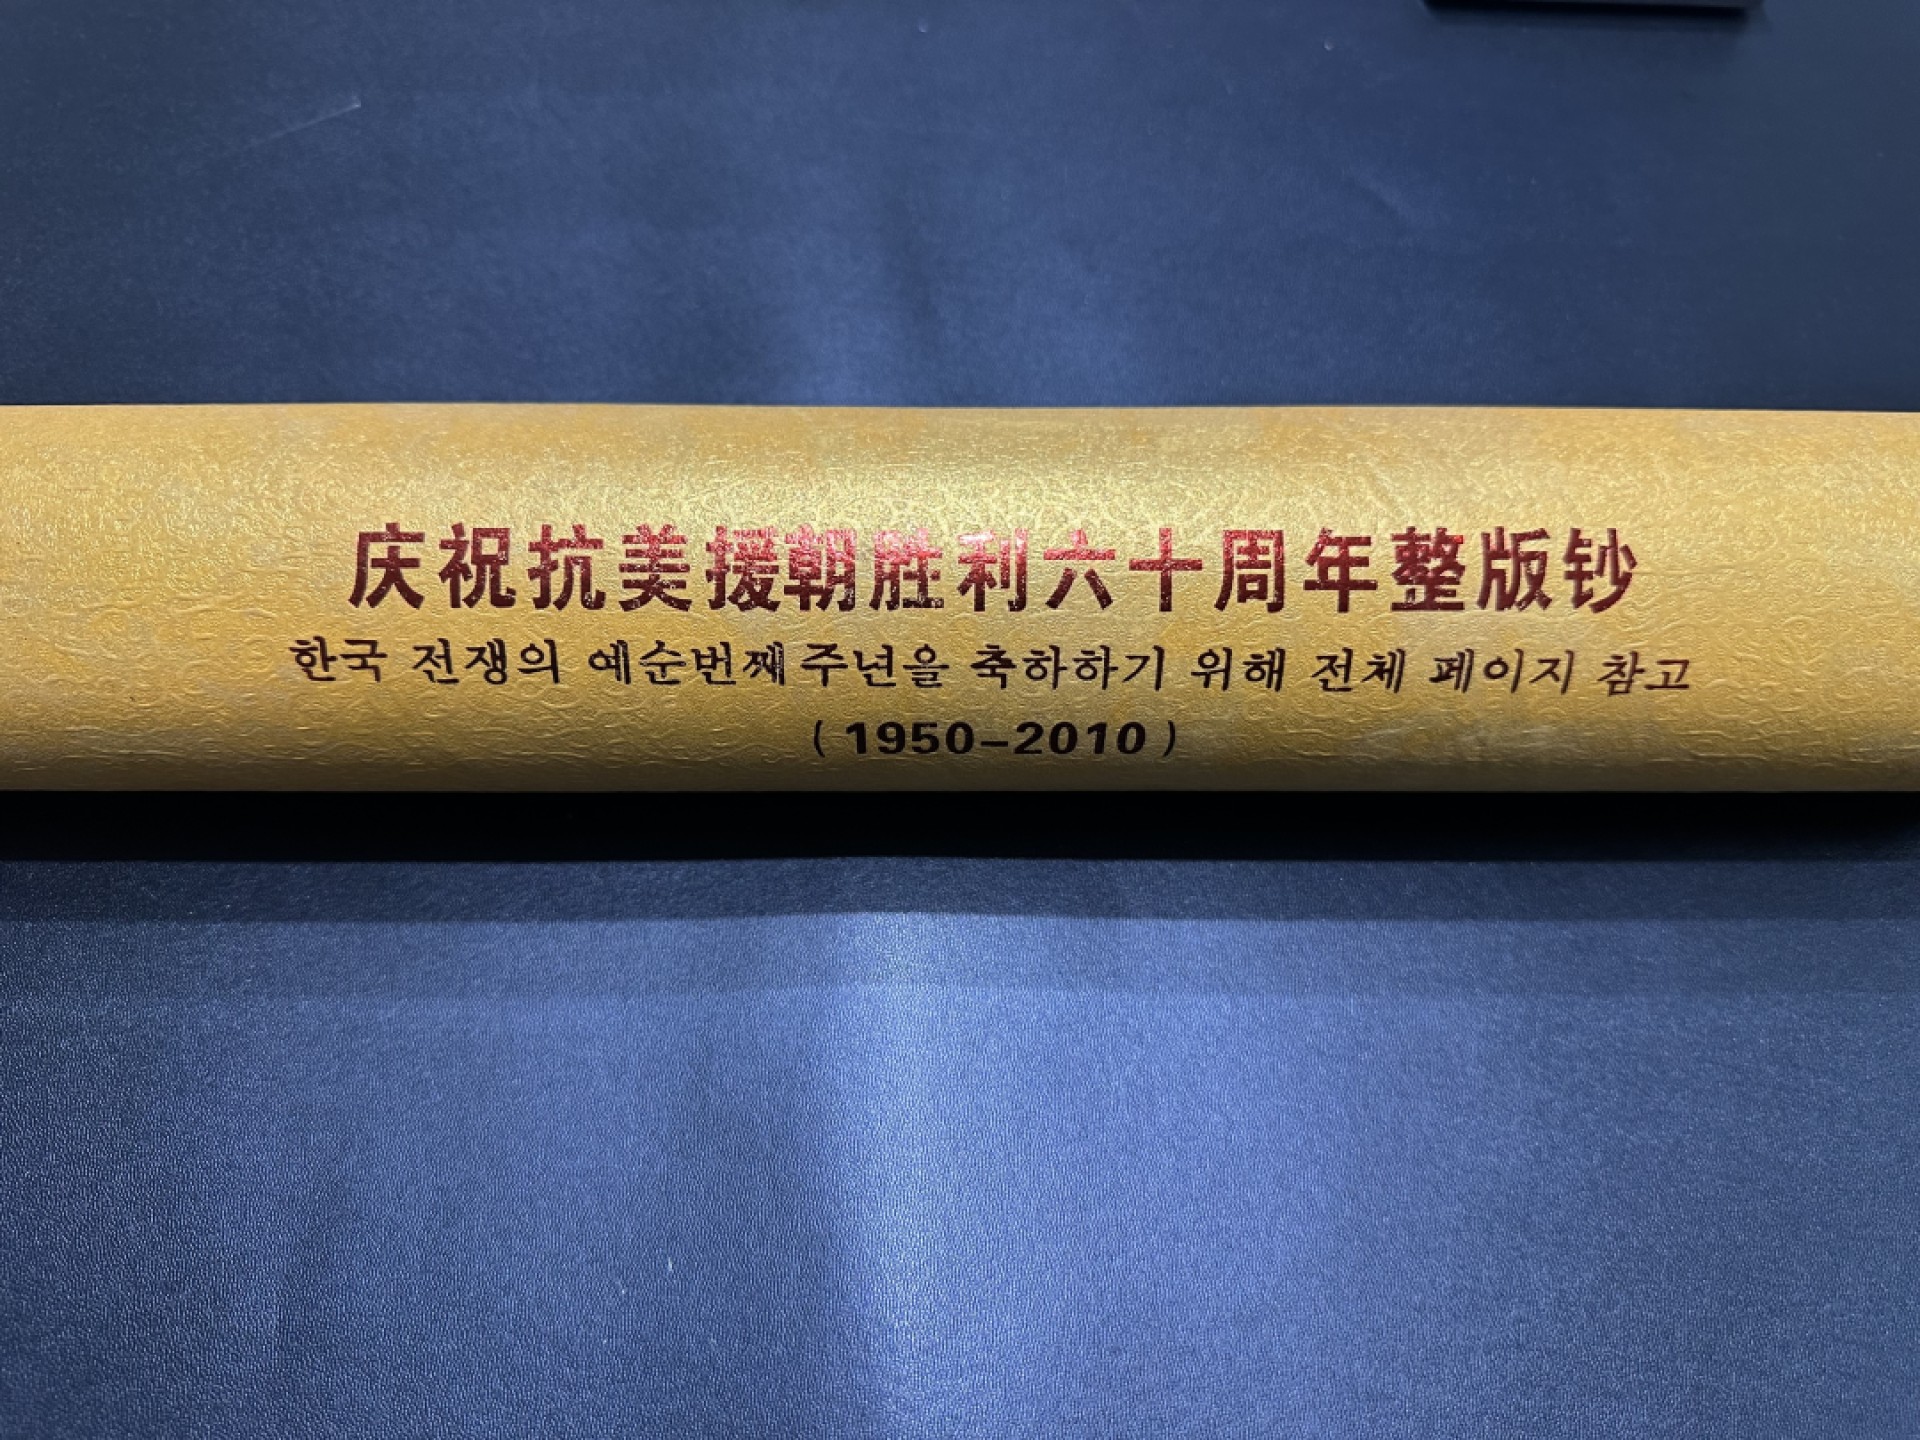 庆祝抗美援朝胜利六十周年整版钞
한국 전쟁의 예순번째 주년을 축하하기 위해 전체 페이지 참고
（1950-2010）